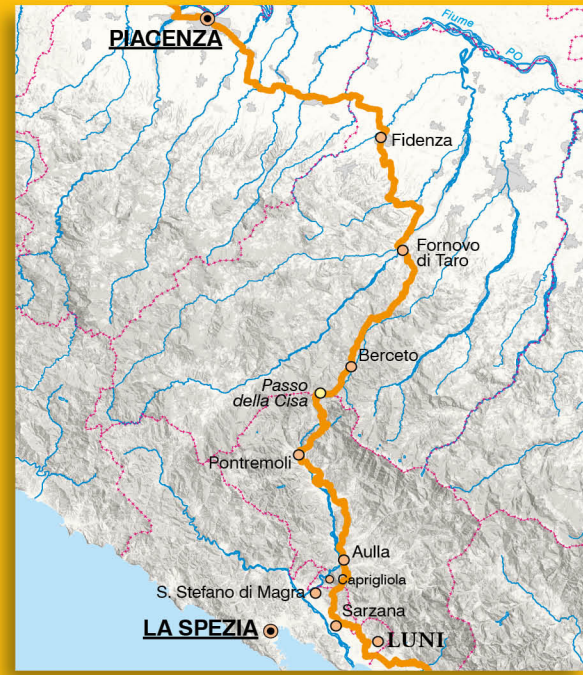 PIACENZA
Fiume
PO
Fidenza
Fornovo
di Taro
Berceto
Passo
della Cisa
Pontremoli
Aulla
Caprigliola
S. Stefano di Magra
Sarzana
LA SPEZIA
LUNI